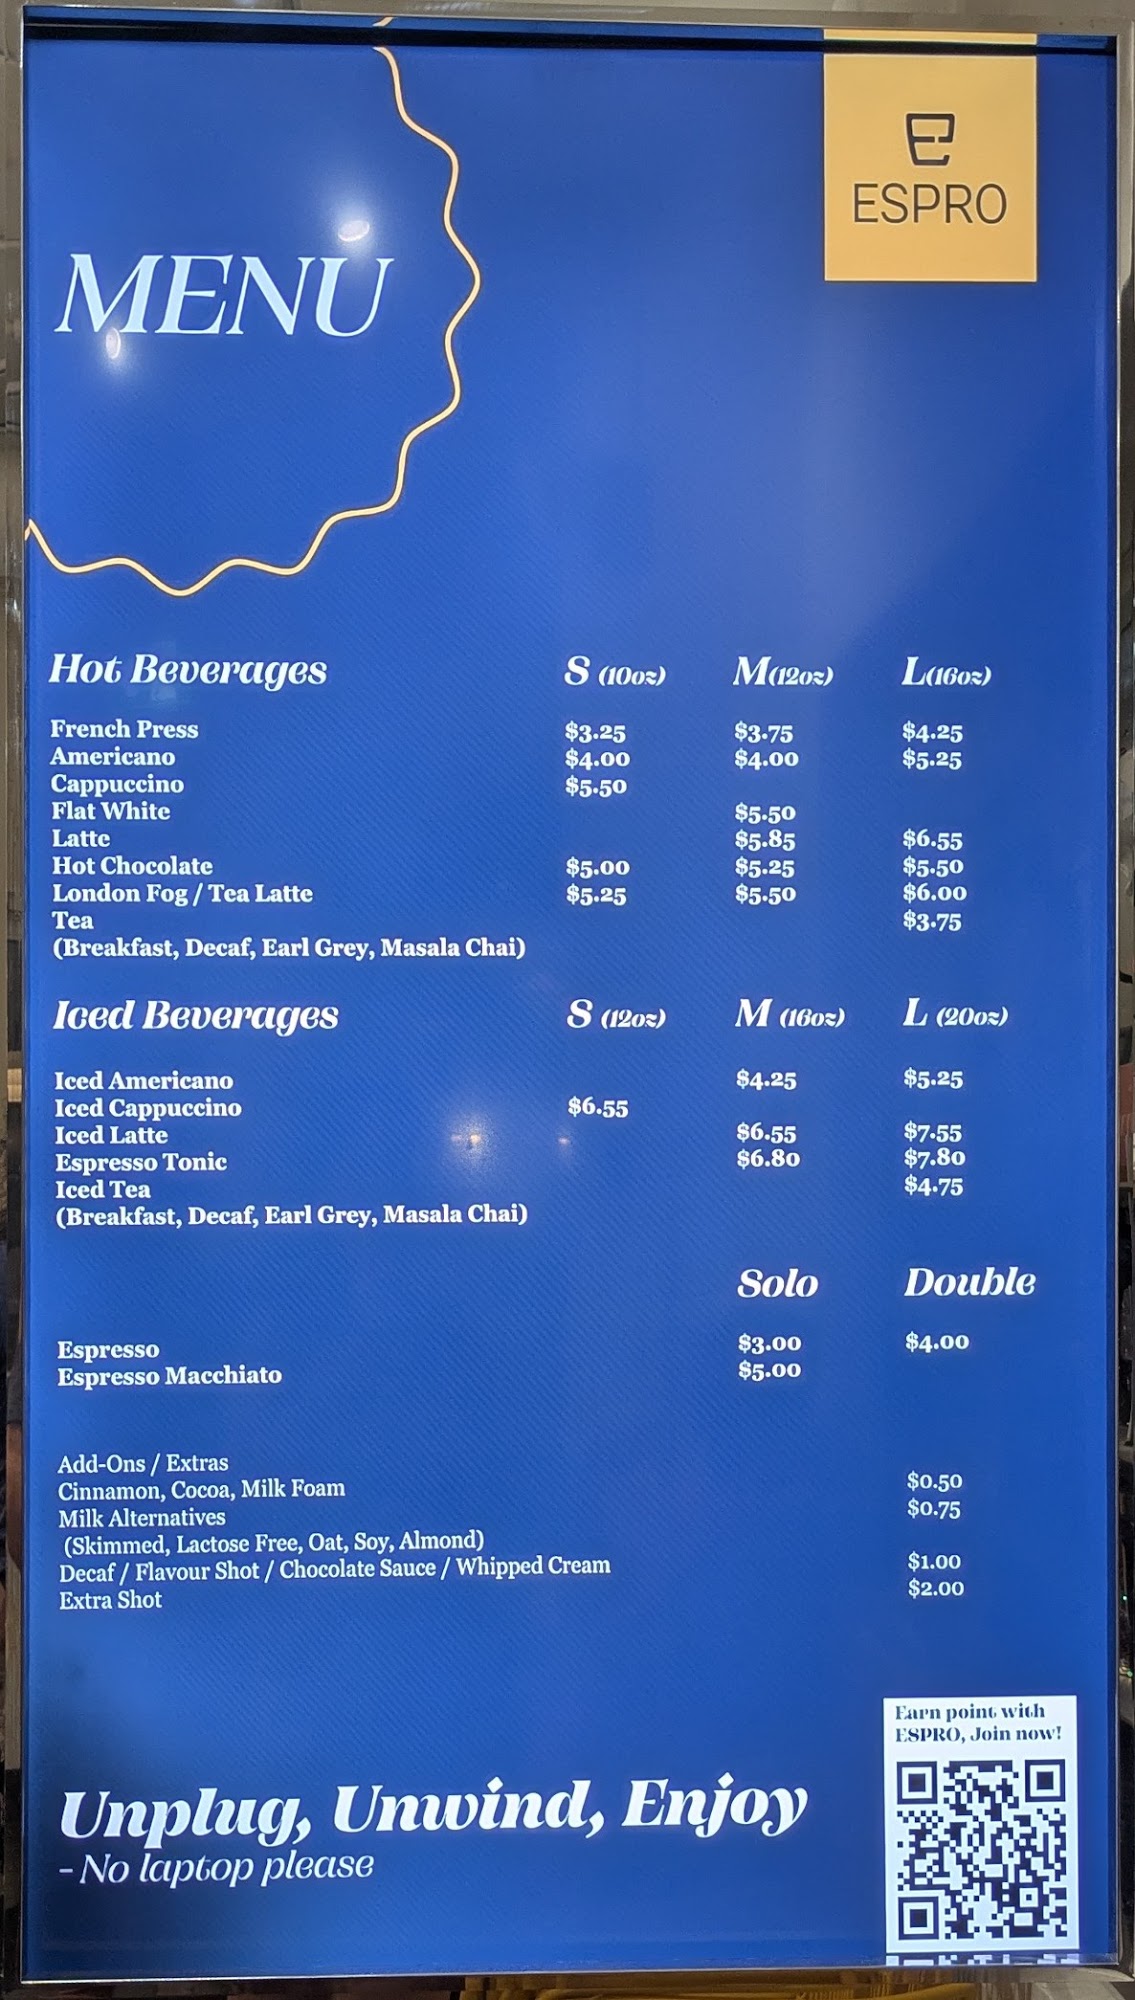 ESPRO
MENU
Hot Beverages S (10oz) M(12oz) L(16oz)
French Press $3.25 $3.75 $4.25
Americano $4.00 $4.00 $5.25
Cappuccino $5.50
Flat White $5.50
Latte $5.85 $6.55
Hot Chocolate $5.00 $5.25 $5.50
London Fog / Tea Latte $5.25 $5.50 $6.00
Tea $3.75
(Breakfast, Decaf, Earl Grey, Masala Chai)
Iced Beverages S (12oz) M (16oz) L (20oz)
Iced Americano $4.25 $5.25
Iced Cappuccino $6.55
Iced Latte $6.55 $7.55
Espresso Tonic $6.80 $7.80
Iced Tea $4.75
(Breakfast, Decaf, Earl Grey, Masala Chai)
Solo Double
Espresso $3.00 $4.00
Espresso Macchiato $5.00
Add-Ons / Extras
Cinnamon, Cocoa, Milk Foam $0.50
Milk Alternatives $0.75
(Skimmed, Lactose Free, Oat, Soy, Almond)
Decaf / Flavour Shot / Chocolate Sauce / Whipped Cream $1.00
Extra Shot $2.00
Earn point with
ESPRO, Join now!
Unplug, Unwind, Enjoy
- No laptop please